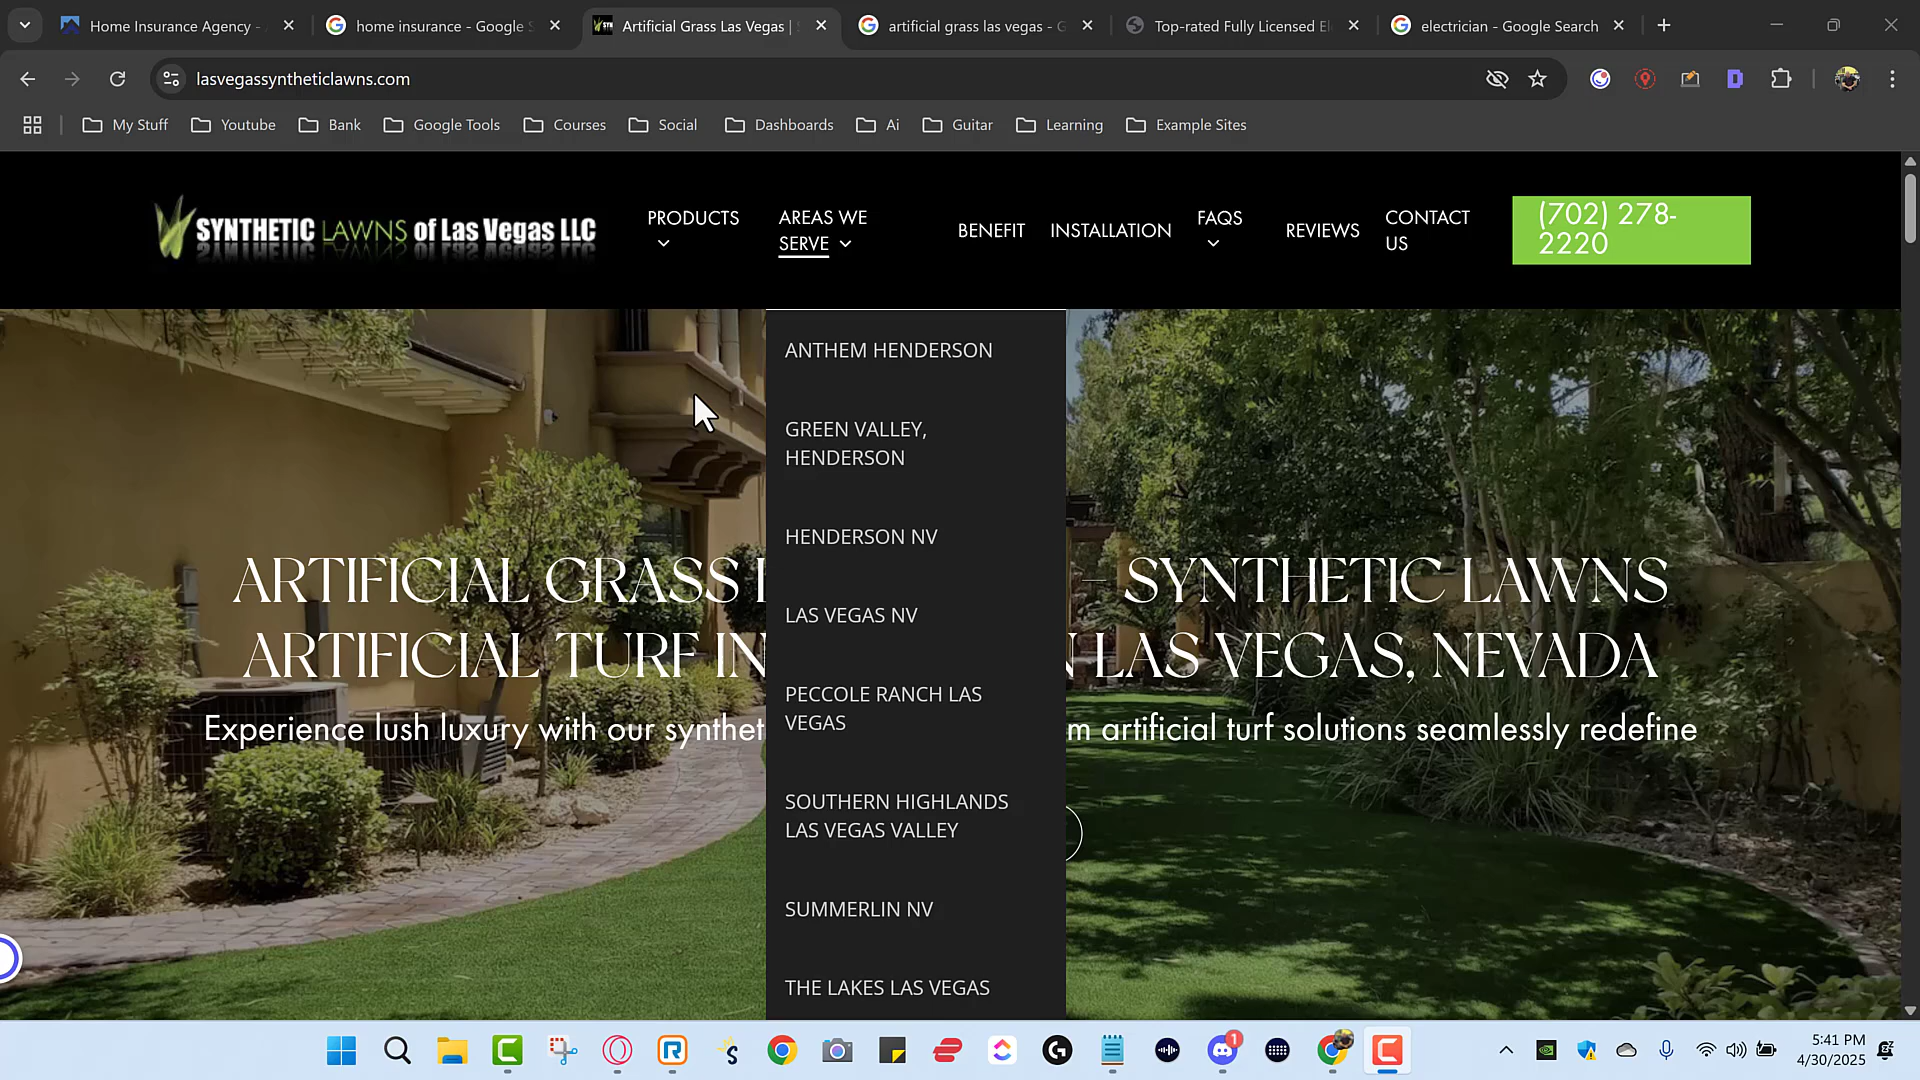 Home Insurance Agency -
home insurance - Google S
Artificial Grass Las Vegas |
artificial grass las vegas - G
Top-rated Fully Licensed El
electrician - Google Search
lasvegassyntheticlawns.com
My Stuff
Youtube
Bank
Google Tools
Courses
Social
Dashboards
Ai
Guitar
Learning
Example Sites
SYNTHETIC LAWNS of Las Vegas LLC
PRODUCTS
AREAS WE
SERVE
BENEFIT
INSTALLATION
FAQS
REVIEWS
CONTACT
US
(702) 278-
2220
ANTHEM HENDERSON
GREEN VALLEY,
HENDERSON
HENDERSON NV
LAS VEGAS NV
PECCOLE RANCH LAS
VEGAS
SOUTHERN HIGHLANDS
LAS VEGAS VALLEY
SUMMERLIN NV
THE LAKES LAS VEGAS
ARTIFICIAL GRASS – SYNTHETIC LAWNS
ARTIFICIAL TURF IN LAS VEGAS, NEVADA
Experience lush luxury with our synthet m artificial turf solutions seamlessly redefine
1
5:41 PM
4/30/2025